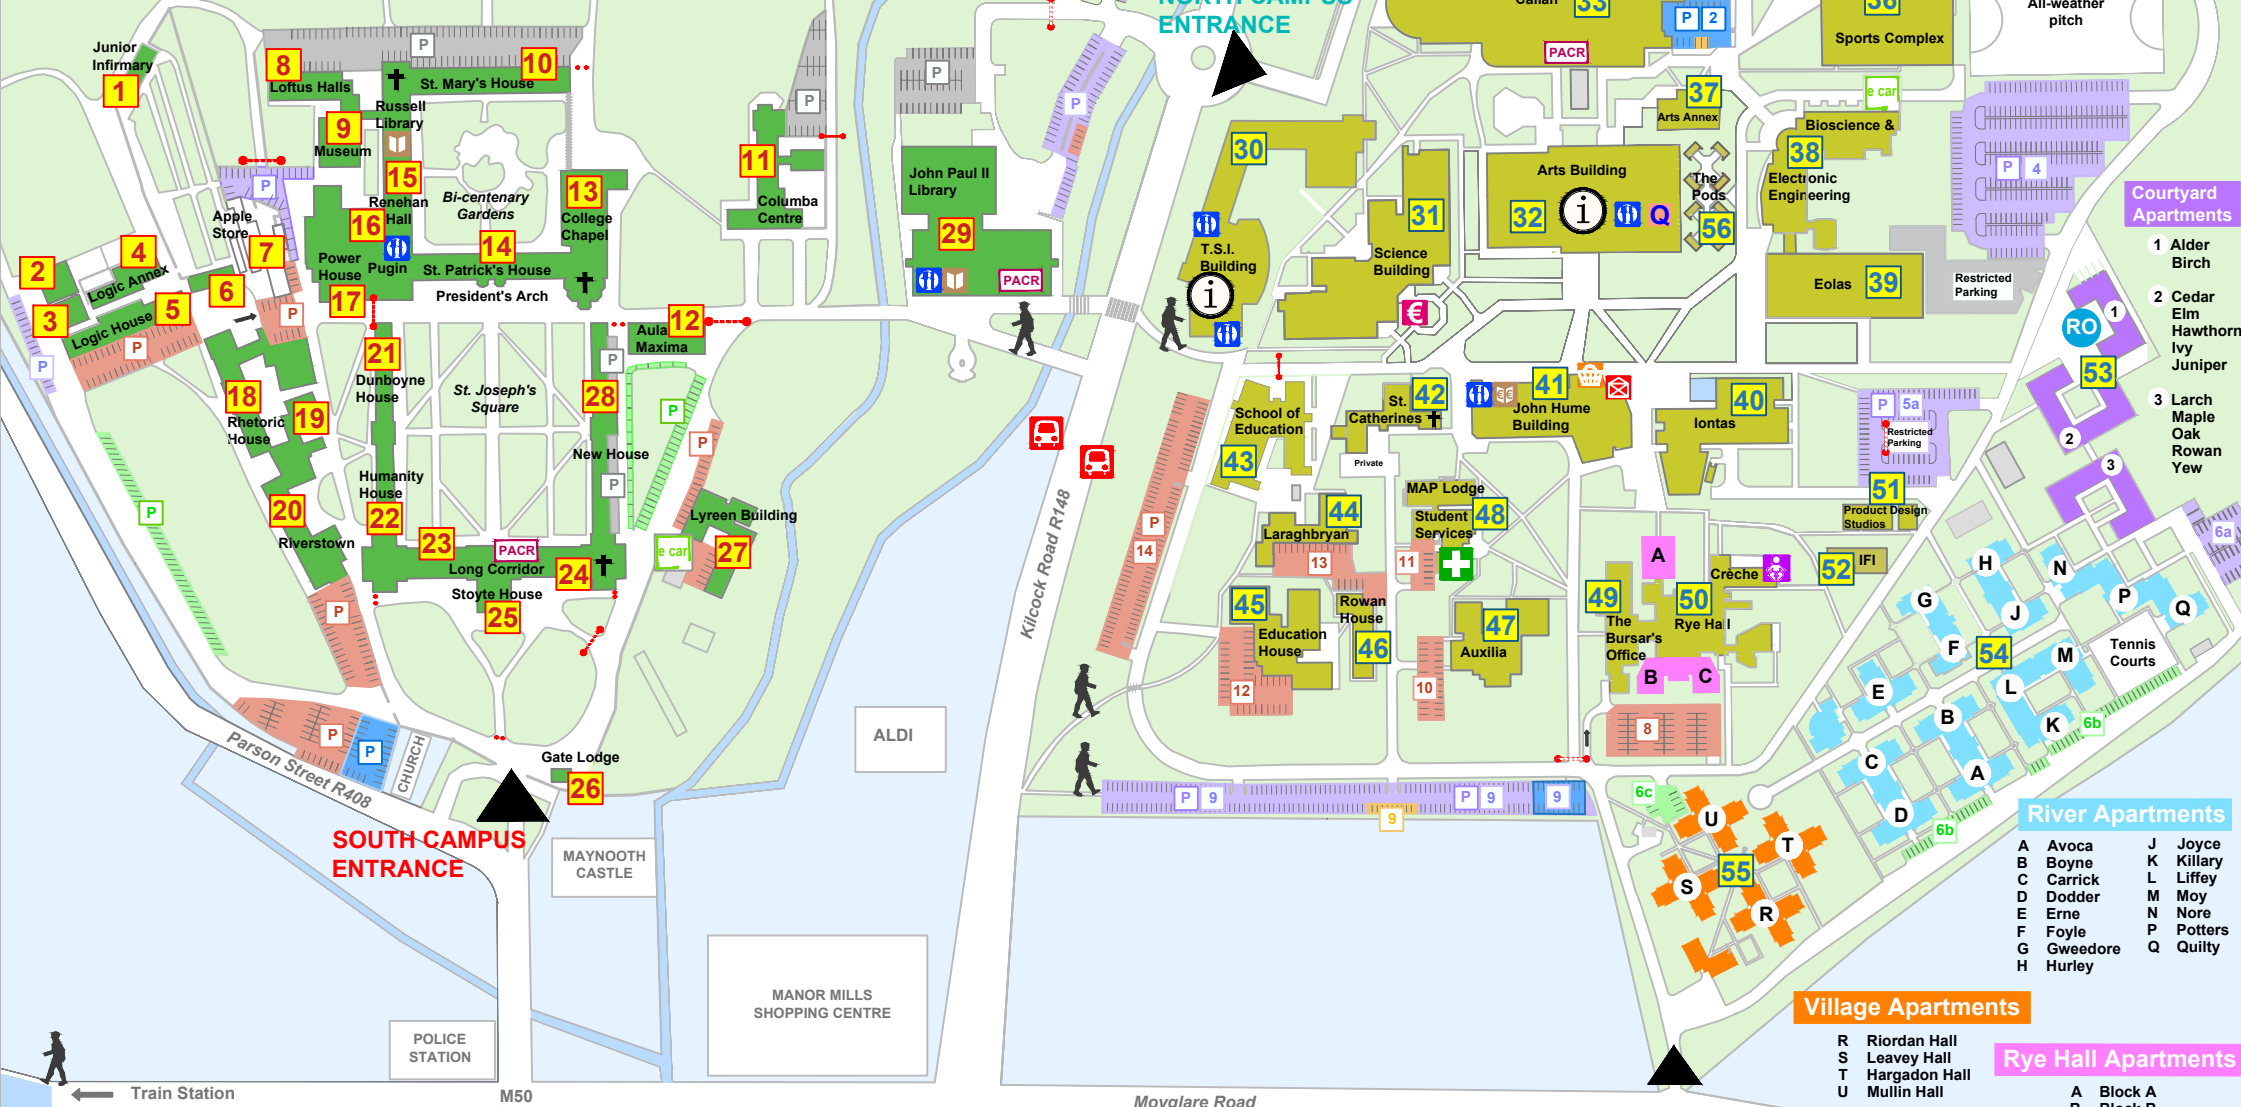 NORTH CAMPUS
ENTRANCE
Callan
33
P 2
PACR
36
Sports Complex
All-weather
pitch
Junior
Infirmary
1
8
Loftus Halls
P
10
St. Mary's House
Russell
Library
9
Museum
15
Renehan
Hall
16
Bi-centenary
Gardens
13
College
Chapel
14
St. Patrick's House
President's Arch
Power
House
17
Pugin
P
Apple
Store
7
6
4
Logic Annex
2
3
Logic House
5
P
P
P
11
Columba
Centre
P
P
P
John Paul II
Library
29
PACR
12
Aula
Maxima
21
Dunboyne
House
St. Joseph's
Square
28
New House
P
P
P
P
18
Rhetoric
House
19
20
Riverstown
Humanity
House
22
23
PACR
Long Corridor
24
Stoyte House
25
Lyreen Building
27
e car
P
P
P
P
CHURCH
Parson Street R408
Gate Lodge
26
SOUTH CAMPUS
ENTRANCE
MAYNOOTH
CASTLE
ALDI
MANOR MILLS
SHOPPING CENTRE
POLICE
STATION
Train Station
M50
Moyglare Road
Kilcock Road R148
30
T.S.I.
Building
i
31
Science
Building
€
Arts Building
32
i
Q
37
Arts Annex
The
Pods
56
e car
Bioscience &
38
Electronic
Engineering
39
Eolas
Restricted
Parking
P 4
Courtyard
Apartments
1 Alder
Birch
2 Cedar
Elm
Hawthorn
Ivy
Juniper
3 Larch
Maple
Oak
Rowan
Yew
RO
1
53
2
3
School of
Education
43
St.
Catherines
42
Private
41
John Hume
Building
40
Iontas
P 5a
Restricted
Parking
51
Product Design
Studios
6a
P
14
44
Laraghbryan
13
MAP Lodge
Student
Services
48
11
45
Education
House
12
Rowan
House
46
10
47
Auxilia
A
49
The
Bursar's
Office
50
Rye Hall
B
C
Crèche
52
IFI
8
P 9
9
P 9
9
6c
H
N
G
J
P
Q
F
54
M
Tennis
Courts
E
L
B
K
6b
C
A
D
6b
U
T
55
S
R
River Apartments
A Avoca
B Boyne
C Carrick
D Dodder
E Erne
F Foyle
G Gweedore
H Hurley
J Joyce
K Killary
L Liffey
M Moy
N Nore
P Potters
Q Quilty
Village Apartments
R Riordan Hall
S Leavey Hall
T Hargadon Hall
U Mullin Hall
Rye Hall Apartments
A Block A
B Block B